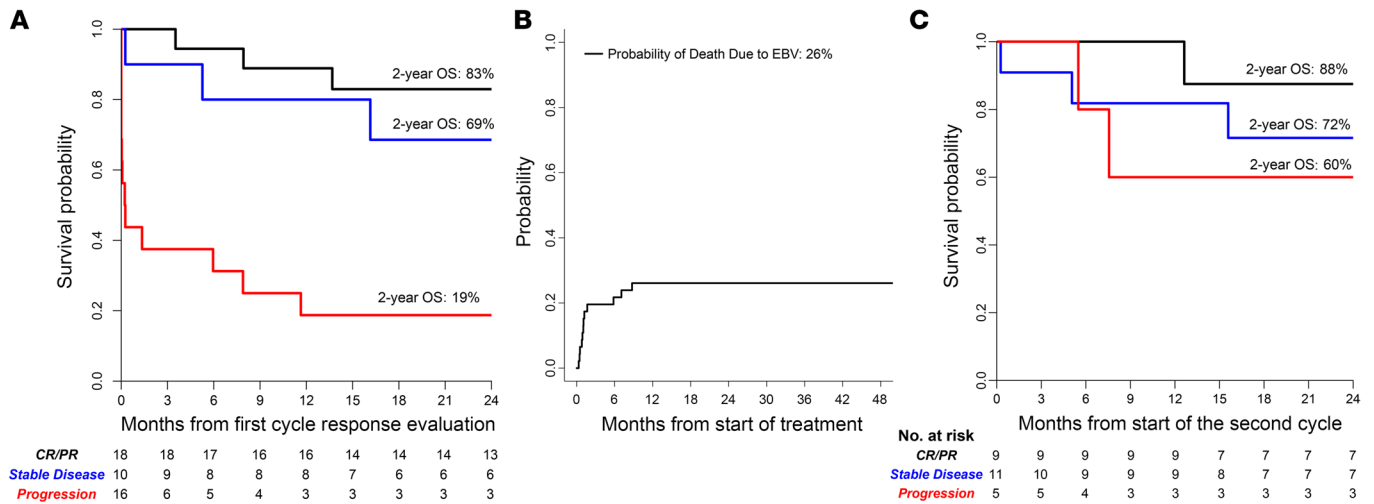 A
Survival probability
1.0
0.8
0.6
0.4
0.2
0.0
2-year OS: 83%
2-year OS: 69%
2-year OS: 19%
0 3 6 9 12 15 18 21 24
Months from first cycle response evaluation
CR/PR 18 18 17 16 16 14 14 14 13
Stable Disease 10 9 8 8 8 7 6 6 6
Progression 16 6 5 4 3 3 3 3 3
B
Probability
1.0
0.8
0.6
0.4
0.2
0.0
Probability of Death Due to EBV: 26%
0 6 12 18 24 30 36 42 48
Months from start of treatment
C
Survival probability
1.0
0.8
0.6
0.4
0.2
0.0
2-year OS: 88%
2-year OS: 72%
2-year OS: 60%
0 3 6 9 12 15 18 21 24
Months from start of the second cycle
No. at risk
CR/PR 9 9 9 9 9 7 7 7 7
Stable Disease 11 10 9 9 9 8 7 7 7
Progression 5 5 4 3 3 3 3 3 3